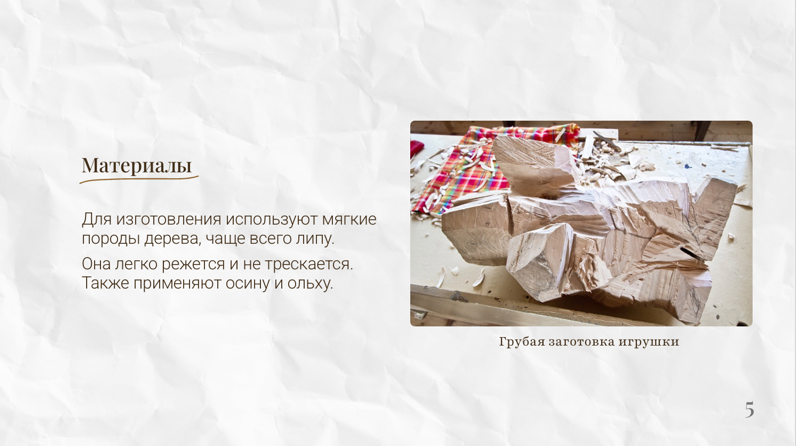 Материалы
Для изготовления используют мягкие
породы дерева, чаще всего липу.
Она легко режется и не трескается.
Также применяют осину и ольху.
Грубая заготовка игрушки
5